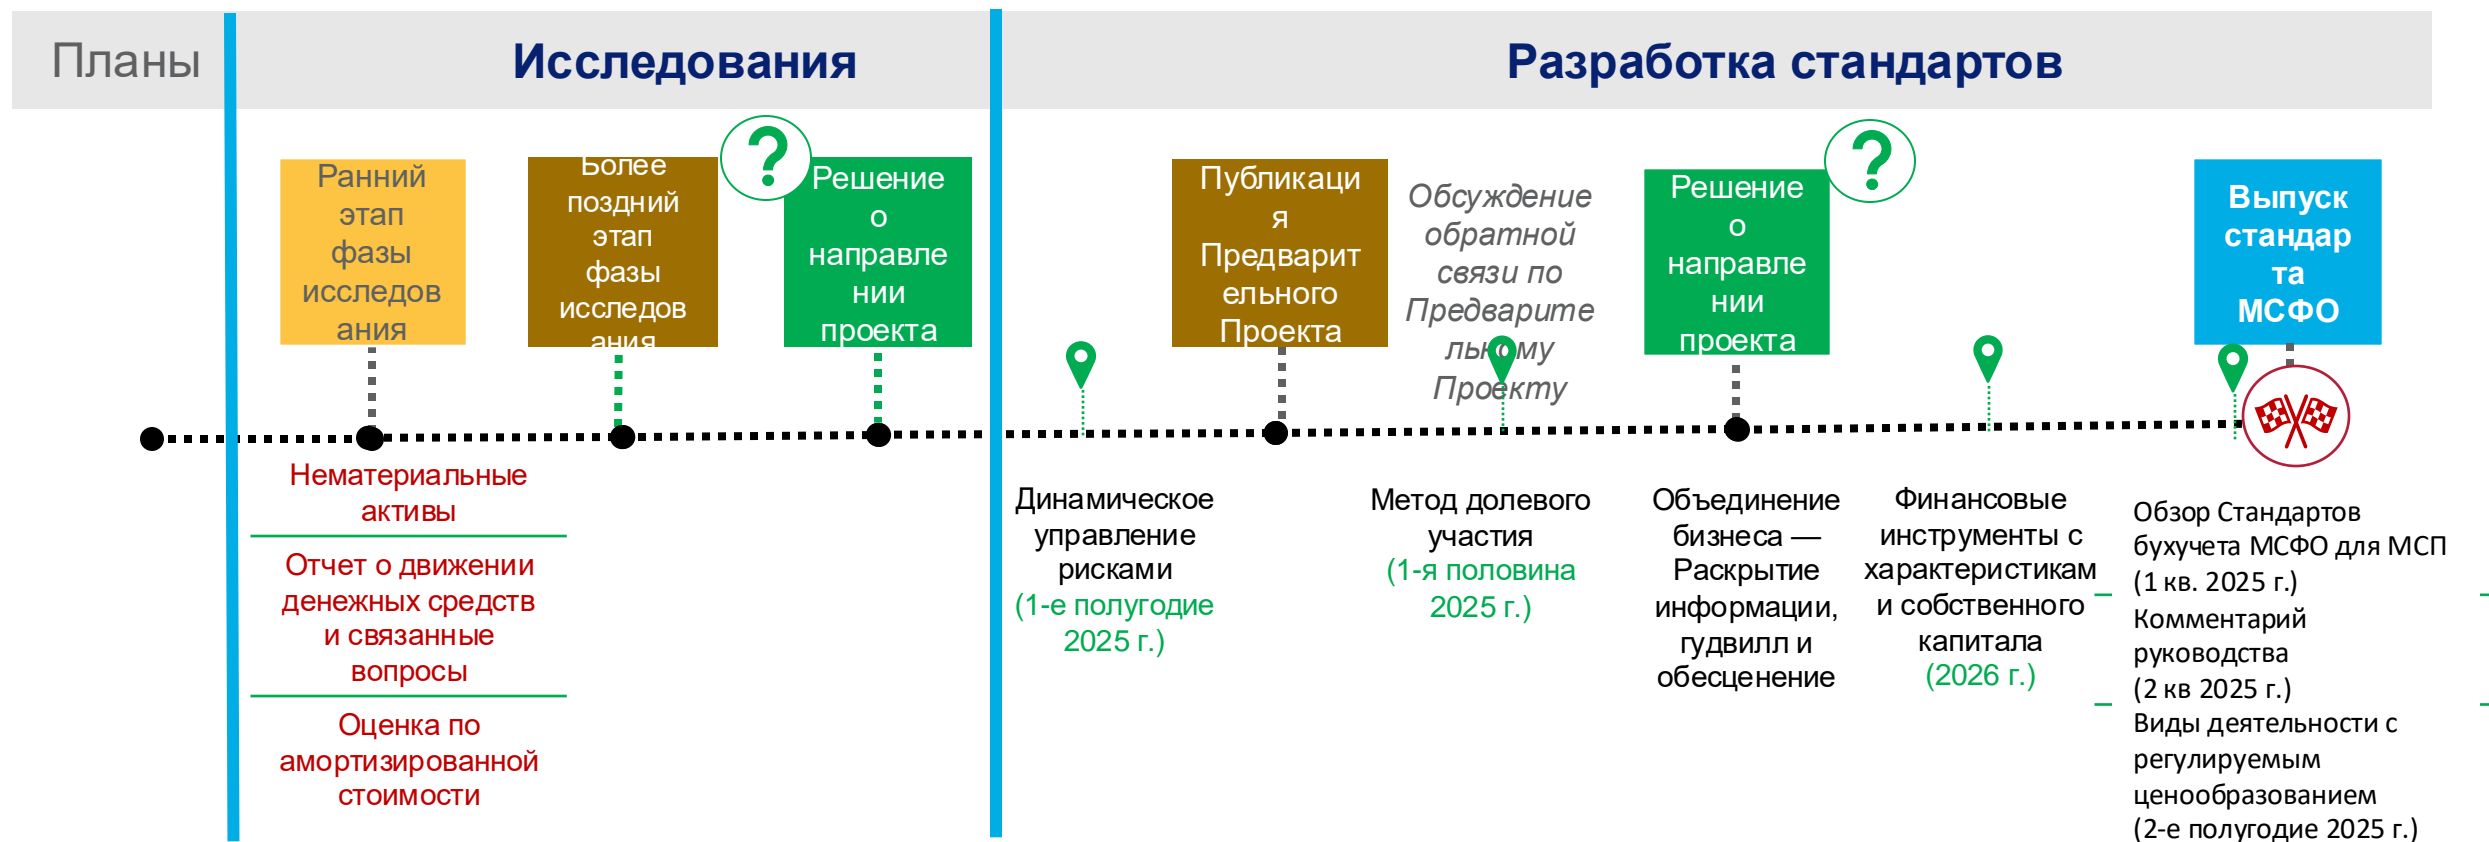 Планы
Исследования
Разработка стандартов
Ранний
этап
фазы
исследов
ания
Более
поздний
этап
фазы
исследов
ания
?
Решение
о
направле
нии
проекта
Публикаци
я
Предварит
ельного
Проекта
Обсуждение
обратной
связи по
Предварите
льному
Проекту
Решение
о
направле
нии
проекта
?
Выпуск
стандар
та
МСФО
Нематериальные
активы
Отчет о движении
денежных средств
и связанные
вопросы
Оценка по
амортизированной
стоимости
Динамическое
управление
рисками
(1-е полугодие
2025 г.)
Метод долевого
участия
(1-я половина
2025 г.)
Объединение
бизнеса —
Раскрытие
информации,
гудвилл и
обесценение
Финансовые
инструменты с
характеристикам
и собственного
капитала
(2026 г.)
Обзор Стандартов
бухучета МСФО для МСП
(1 кв. 2025 г.)
Комментарий
руководства
(2 кв 2025 г.)
Виды деятельности с
регулируемым
ценообразованием
(2-е полугодие 2025 г.)